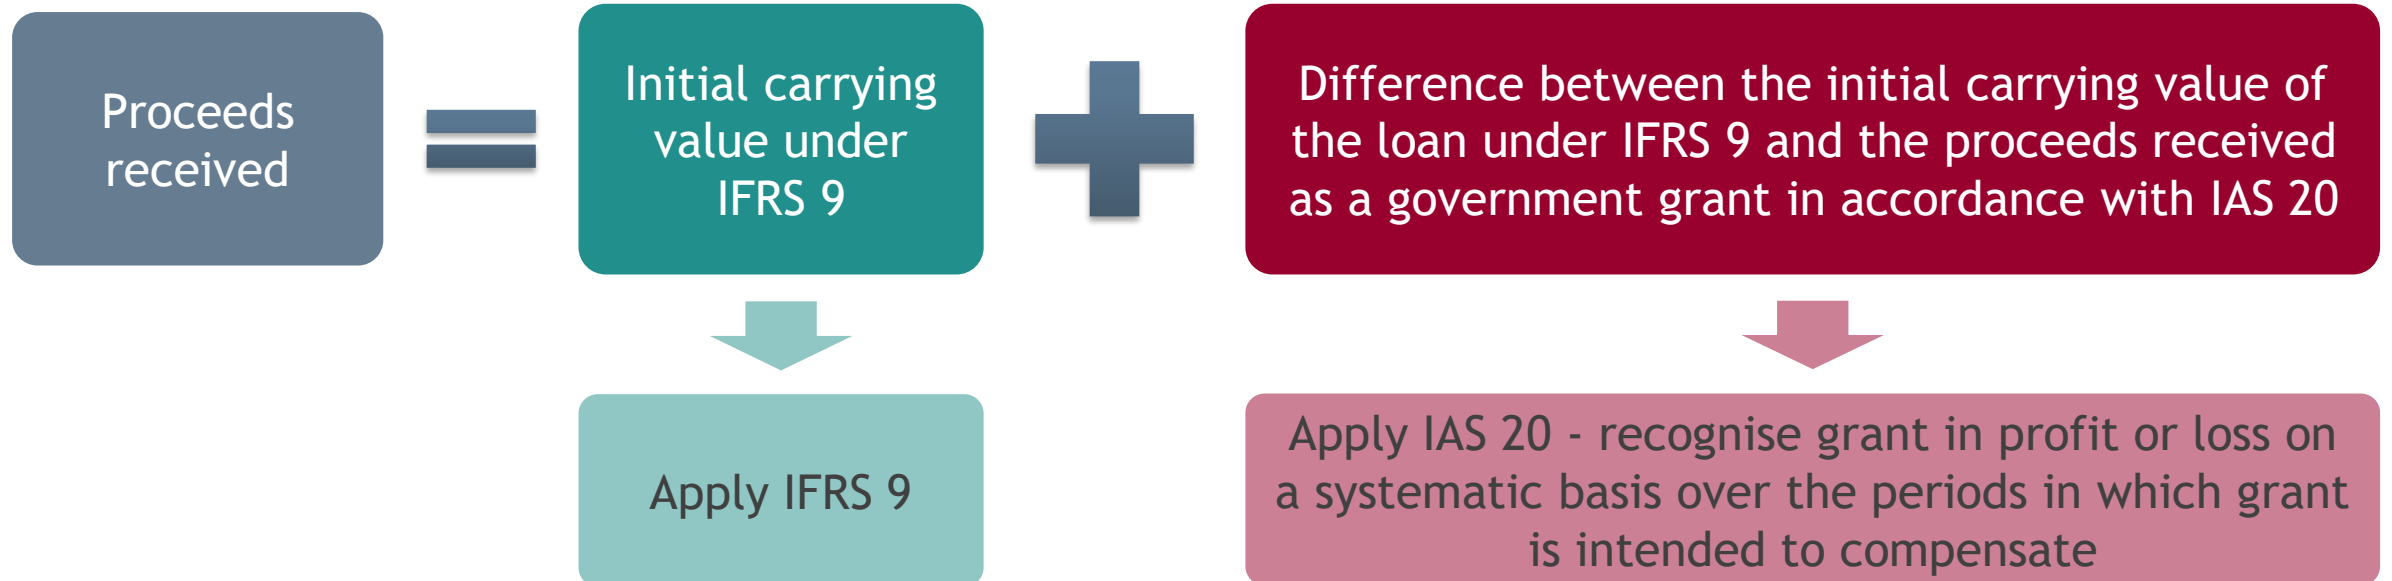 Proceeds
received
Initial carrying
value under
IFRS 9
Difference between the initial carrying value of
the loan under IFRS 9 and the proceeds received
as a government grant in accordance with IAS 20
Apply IFRS 9
Apply IAS 20 - recognise grant in profit or loss on
a systematic basis over the periods in which grant
is intended to compensate